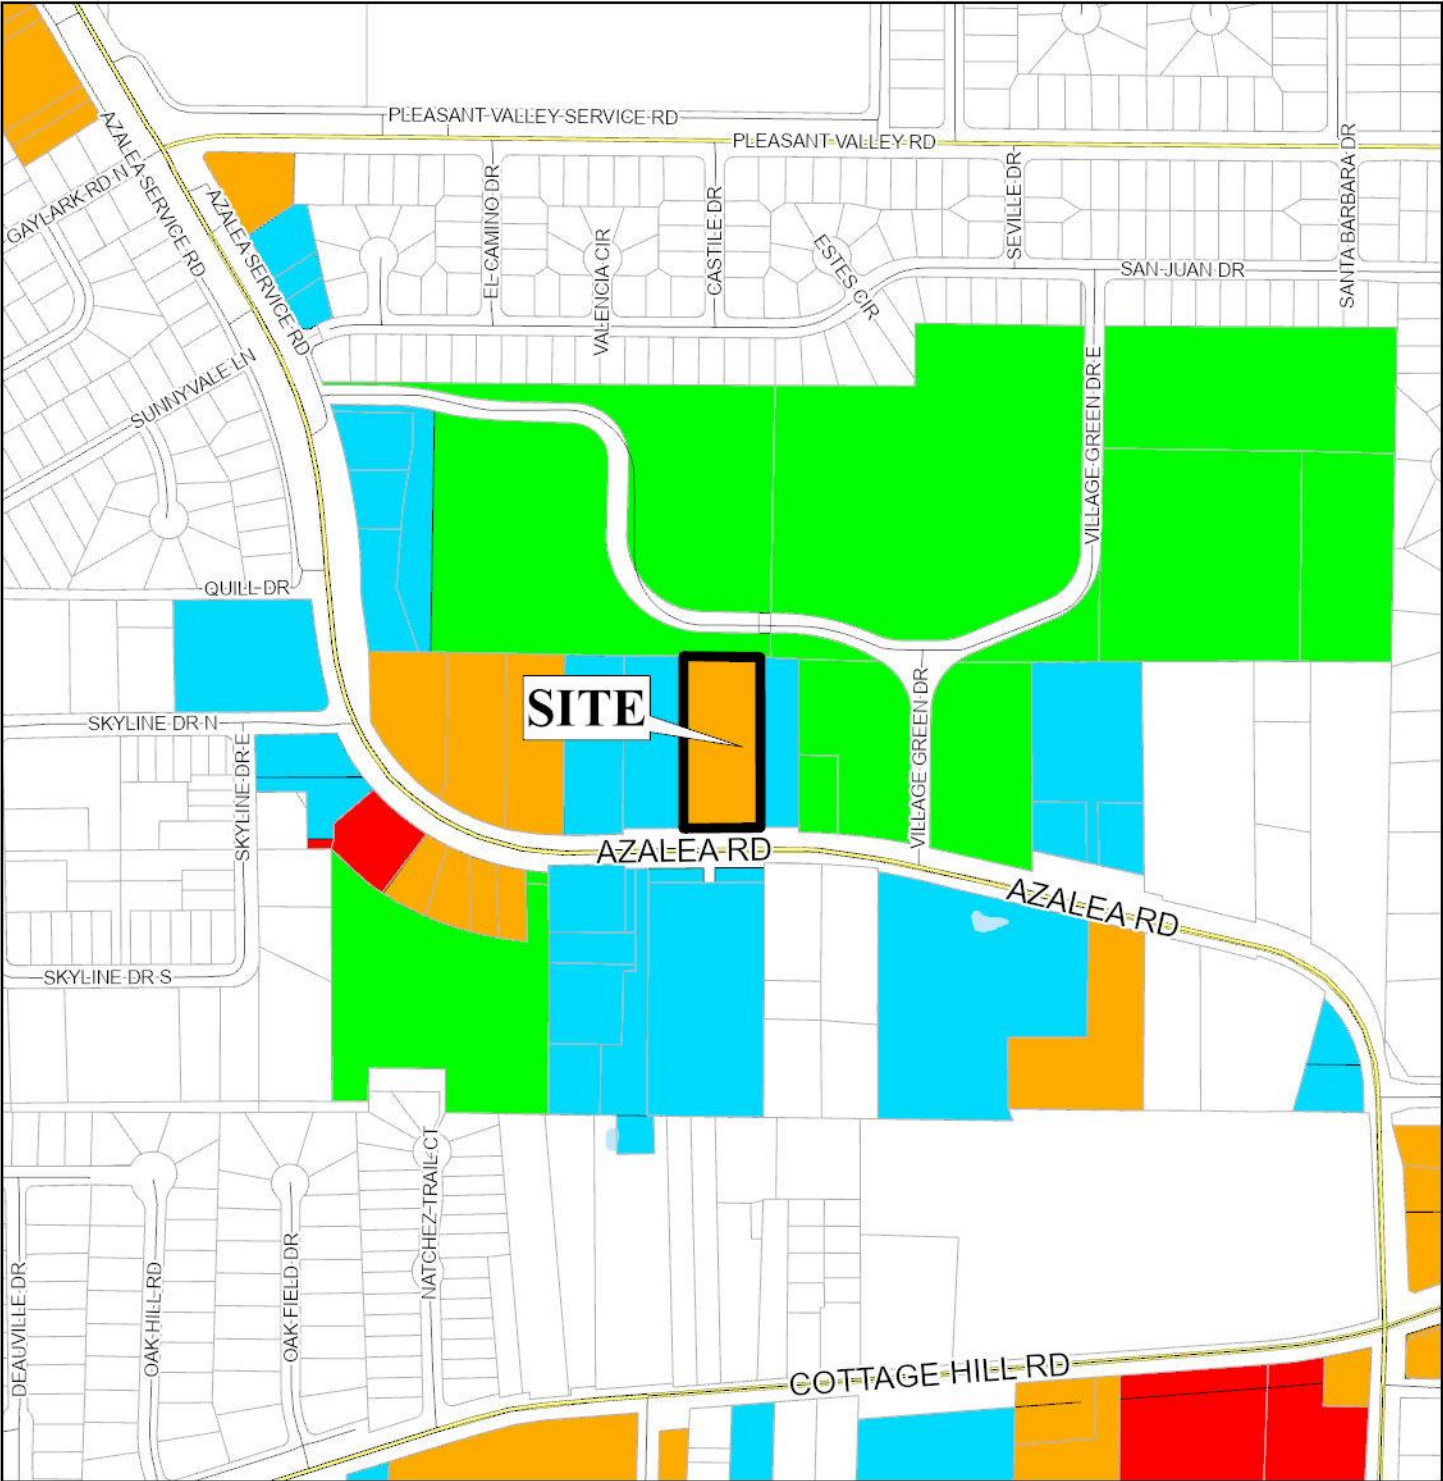 PLEASANT VALLEY SERVICE RD
PLEASANT VALLEY RD
AZALEA SERVICE RD
GAYLARK RD N
AZALEA SERVICE RD
EL CAMINO DR
VALENCIA CIR
CASTILE DR
ESTES CIR
SEVILLE DR
SAN JUAN DR
SANTA BARBARA DR
SUNNYVALE LN
VILLAGE GREEN DR E
QUILL DR
SITE
SKYLINE DR N
SKYLINE DR E
VILLAGE GREEN DR
AZALEA RD
AZALEA RD
SKYLINE DR S
NATCHEZ TRAIL CT
DEAUVILLE DR
OAK HILL RD
OAK FIELD DR
COTTAGE HILL RD